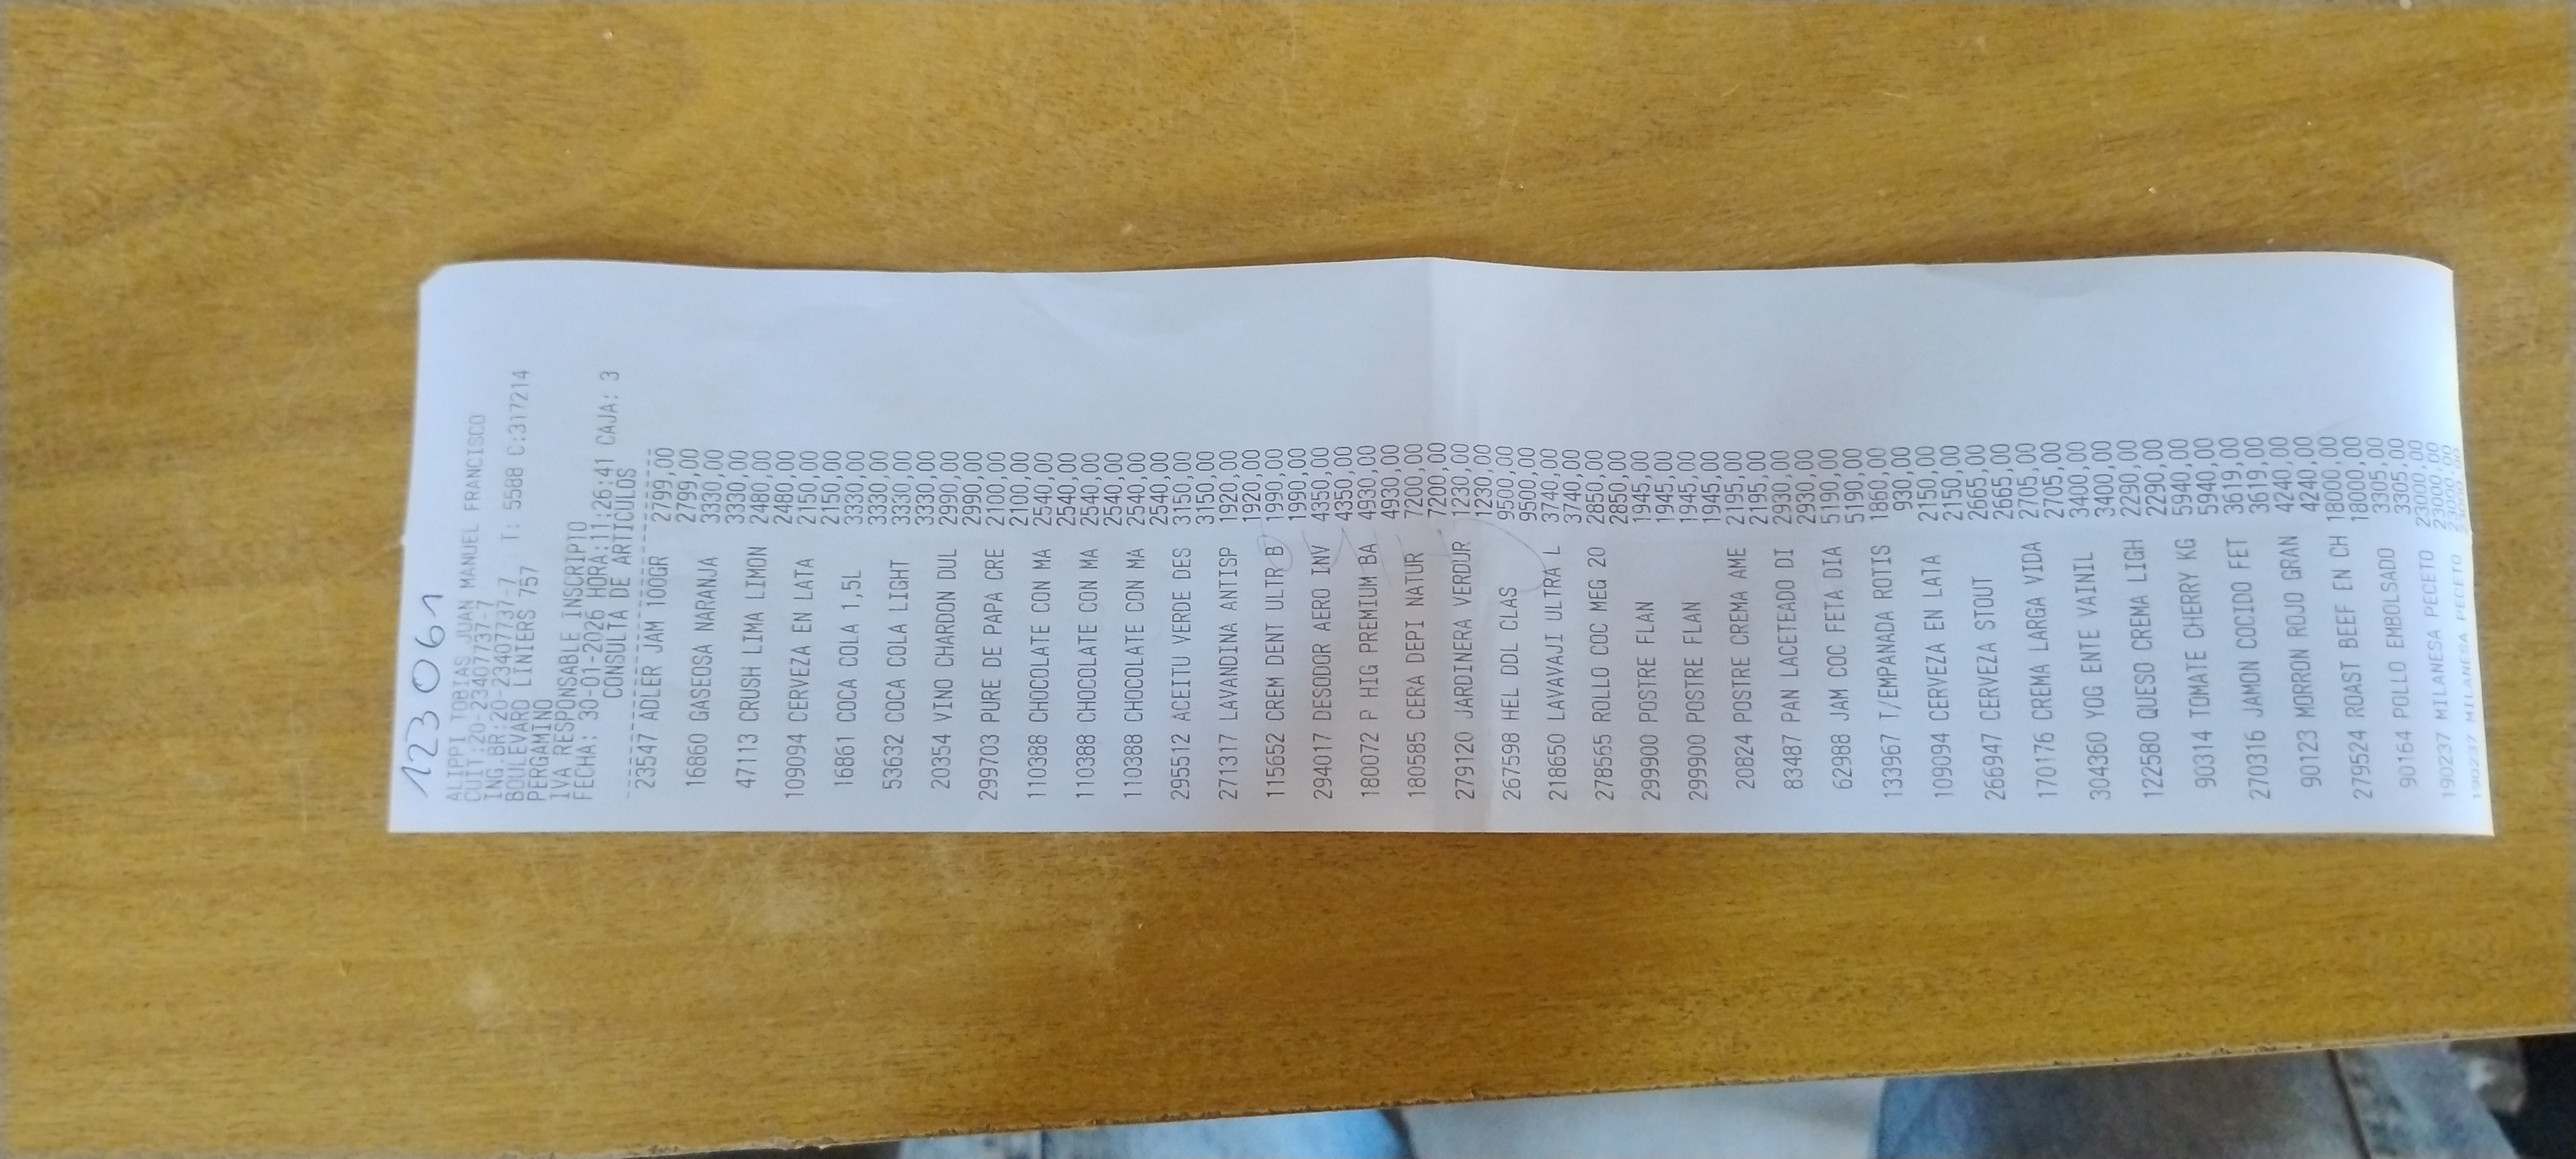 123061
ALIPPI TOBIAS JUAN MANUEL FRANCISCO
CUIT:20-23407737-7
ING.BR:20-23407737-7
BOULEVARD LINIERS 757 T: 5588 C:317214
PERGAMINO
IVA RESPONSABLE INSCRIPTO
FECHA: 30-01-2026 HORA:11:26:41 CAJA: 3
CONSULTA DE ARTICULOS
23547 ADLER JAM 100GR 2799,00
2799,00
16860 GASEOSA NARANJA 3330,00
3330,00
47113 CRUSH LIMA LIMON 2480,00
2480,00
109094 CERVEZA EN LATA 2150,00
2150,00
16861 COCA COLA 1,5L 3330,00
3330,00
53632 COCA COLA LIGHT 3330,00
3330,00
20354 VINO CHARDON DUL 2990,00
2990,00
299703 PURE DE PAPA CRE 2100,00
2100,00
110388 CHOCOLATE CON MA 2540,00
2540,00
110388 CHOCOLATE CON MA 2540,00
2540,00
110388 CHOCOLATE CON MA 2540,00
2540,00
295512 ACEITU VERDE DES 3150,00
3150,00
271317 LAVANDINA ANTISP 1920,00
1920,00
115652 CREM DENT ULTR B 1990,00
1990,00
294017 DESODOR AERO INV 4350,00
4350,00
180072 P HIG PREMIUM BA 4930,00
4930,00
180585 CERA DEPI NATUR 7200,00
7200,00
279120 JARDINERA VERDUR 1230,00
1230,00
267598 HEL DDL CLAS 9500,00
9500,00
218650 LAVAVAJI ULTRA L 3740,00
3740,00
278565 ROLLO COC MEG 20 2850,00
2850,00
299900 POSTRE FLAN 1945,00
1945,00
299900 POSTRE FLAN 1945,00
1945,00
20824 POSTRE CREMA AME 2195,00
2195,00
83487 PAN LACETEADO DI 2930,00
2930,00
62988 JAM COC FETA DIA 5190,00
5190,00
133967 T/EMPANADA ROTIS 1860,00
930,00
109094 CERVEZA EN LATA 2150,00
2150,00
266947 CERVEZA STOUT 2665,00
2665,00
170176 CREMA LARGA VIDA 2705,00
2705,00
304360 YOG ENTE VAINIL 3400,00
3400,00
122580 QUESO CREMA LIGH 2290,00
2290,00
90314 TOMATE CHERRY KG 5940,00
5940,00
270316 JAMON COCIDO FET 3619,00
3619,00
90123 MORRON ROJO GRAN 4240,00
4240,00
279524 ROAST BEEF EN CH 18000,00
18000,00
90164 POLLO EMBOLSADO 3305,00
3305,00
190237 MILANESA PECETO 23000,00
23000,00
190237 MILANESA PECETO 23000,00